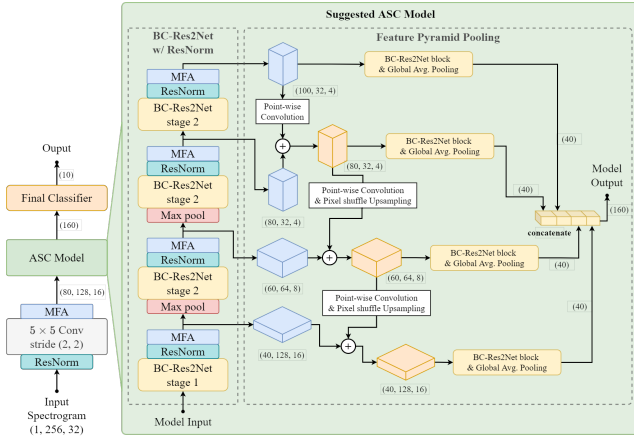 Suggested ASC Model
BC-Res2Net
w/ ResNorm
Feature Pyramid Pooling
MFA
ResNorm
BC-Res2Net
stage 2
MFA
ResNorm
BC-Res2Net
stage 2
Max pool
MFA
BC-Res2Net
stage 2
Max pool
MFA
ResNorm
BC-Res2Net
stage 1
Model Input
(100, 32, 4)
Point-wise
Convolution
(80, 32, 4)
(80, 32, 4)
Point-wise Convolution
& Pixel shuffle Upsampling
(60, 64, 8)
(60, 64, 8)
Point-wise Convolution
& Pixel shuffle Upsampling
(40, 128, 16)
(40, 128, 16)
BC-Res2Net block
& Global Avg. Pooling
(40)
BC-Res2Net block
& Global Avg. Pooling
(40)
BC-Res2Net block
& Global Avg. Pooling
(40)
BC-Res2Net block
& Global Avg. Pooling
(40)
concatenate
Model
Output
(160)
Ouput
(10)
Final Classifier
(160)
ASC Model
(80, 128, 16)
MFA
5 × 5 Conv
stride (2, 2)
ResNorm
Input
Spectrogram
(1, 256, 32)